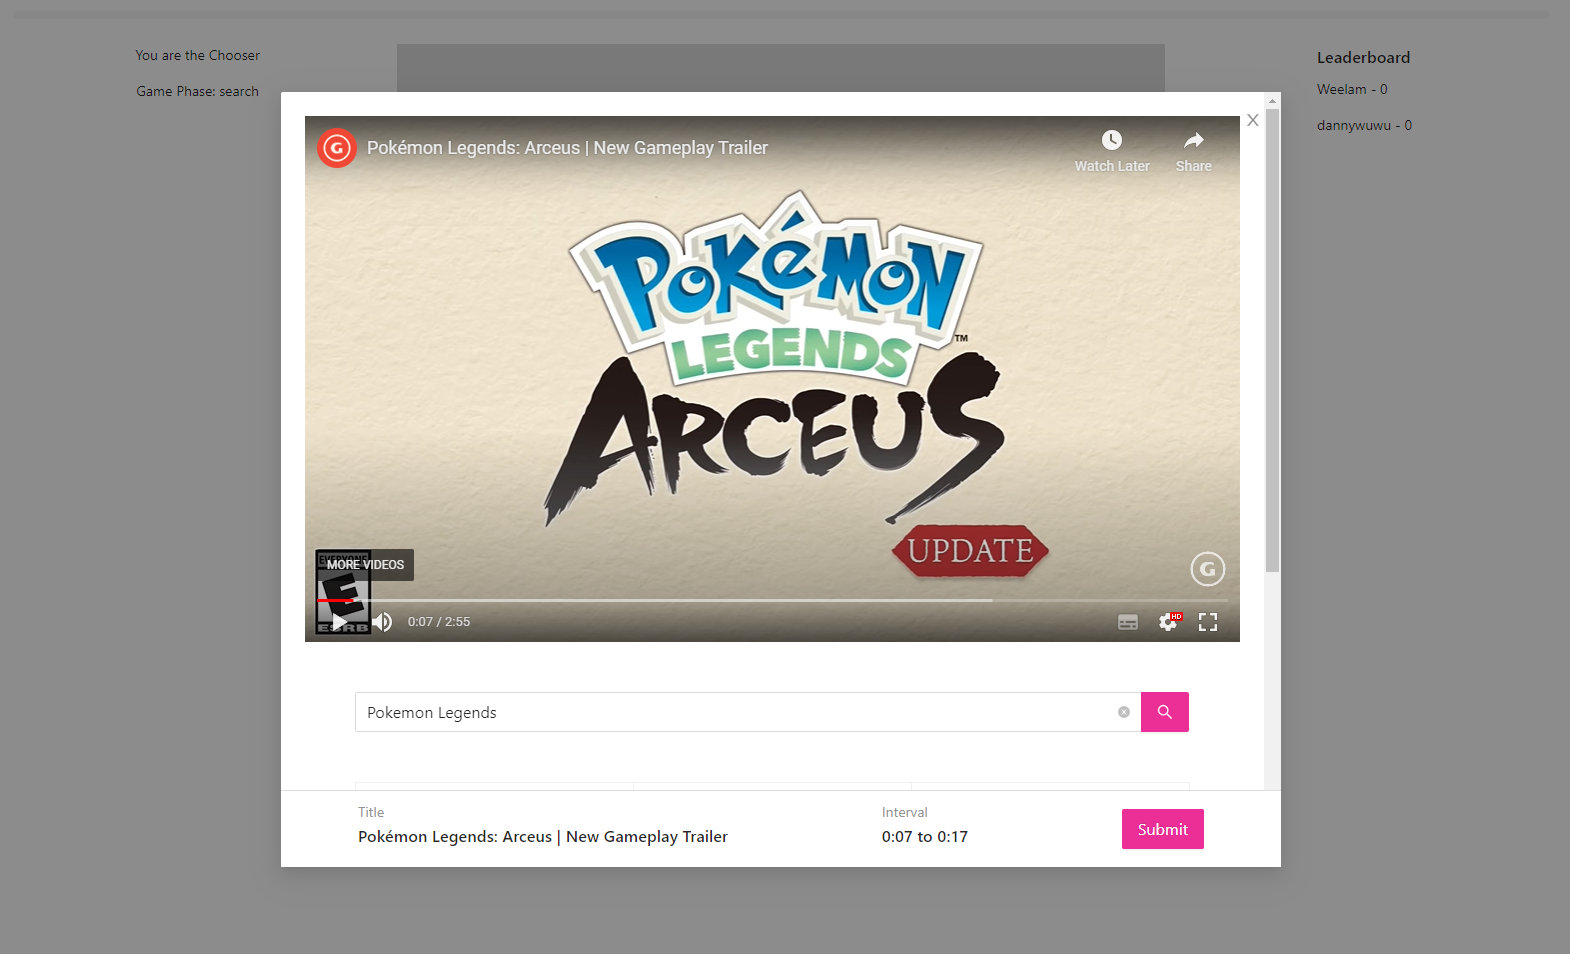 You are the Chooser
Game Phase: search
Leaderboard
Weelam - 0
dannywuwu - 0
X
G
Pokémon Legends: Arceus | New Gameplay Trailer
Watch Later
Share
POKÉMON
LEGENDS
TM
ARCEUS
UPDATE
EVERYONE
MORE VIDEOS
E
ESRB
G
0:07 / 2:55
HD
Pokemon Legends
Title
Pokémon Legends: Arceus | New Gameplay Trailer
Interval
0:07 to 0:17
Submit